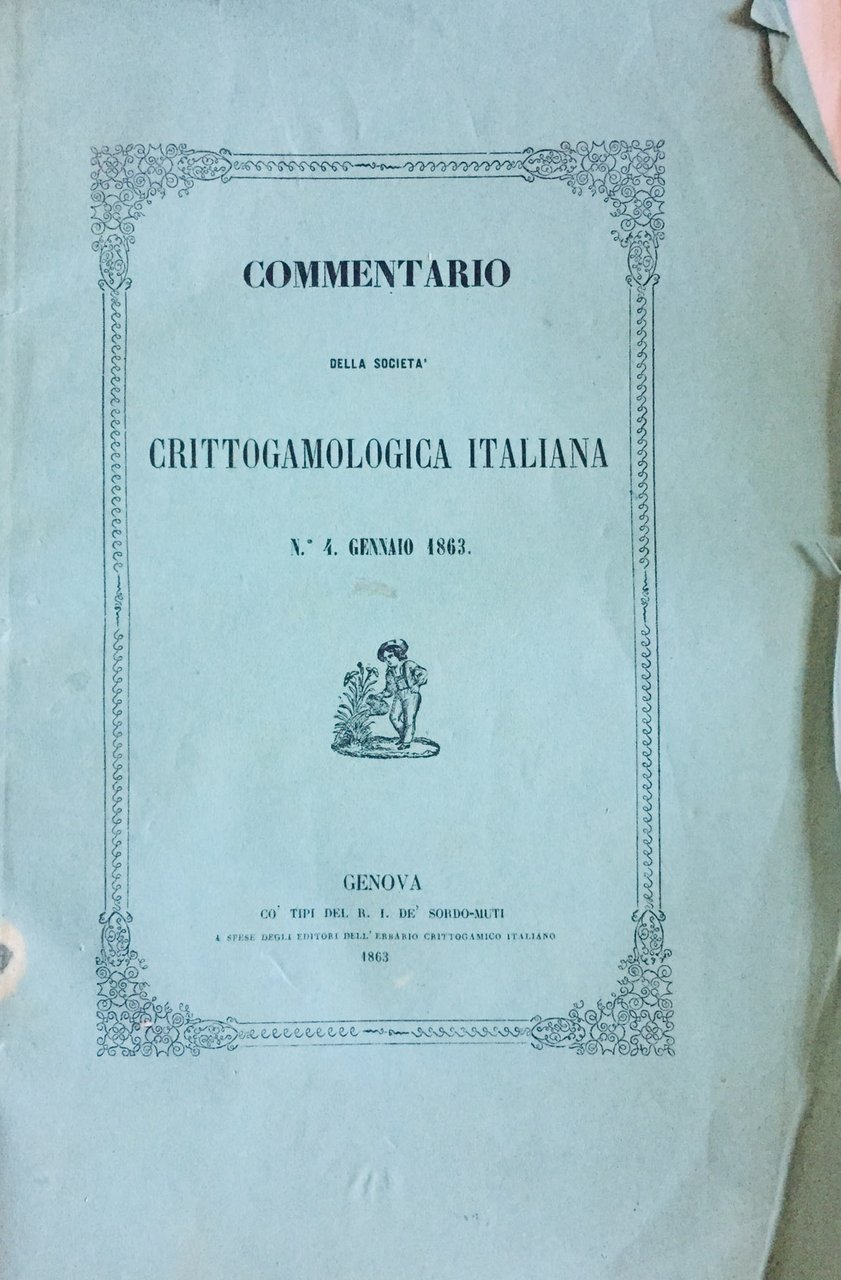 COMMENTARIO
DELLA SOCIETA'
CRITTOGAMOLOGICA ITALIANA
N.° 4. GENNAIO 1863.
GENOVA
CO' TIPI DEL R. I. DE' SORDO-MUTI
A SPESE DEGLI EDITORI DELL'ERBARIO CRITTOGAMICO ITALIANO
1863